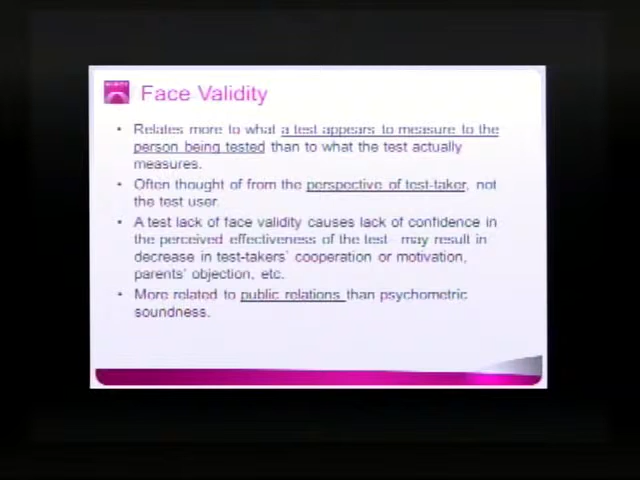 Face Validity
• Relates more to what a test appears to measure to the
person being tested than to what the test actually
measures.
• Often thought of from the perspective of test-taker, not
the test user.
• A test lack of face validity causes lack of confidence in
the perceived effectiveness of the test may result in
decrease in test-takers' cooperation or motivation,
parents' objection, etc.
• More related to public relations than psychometric
soundness.